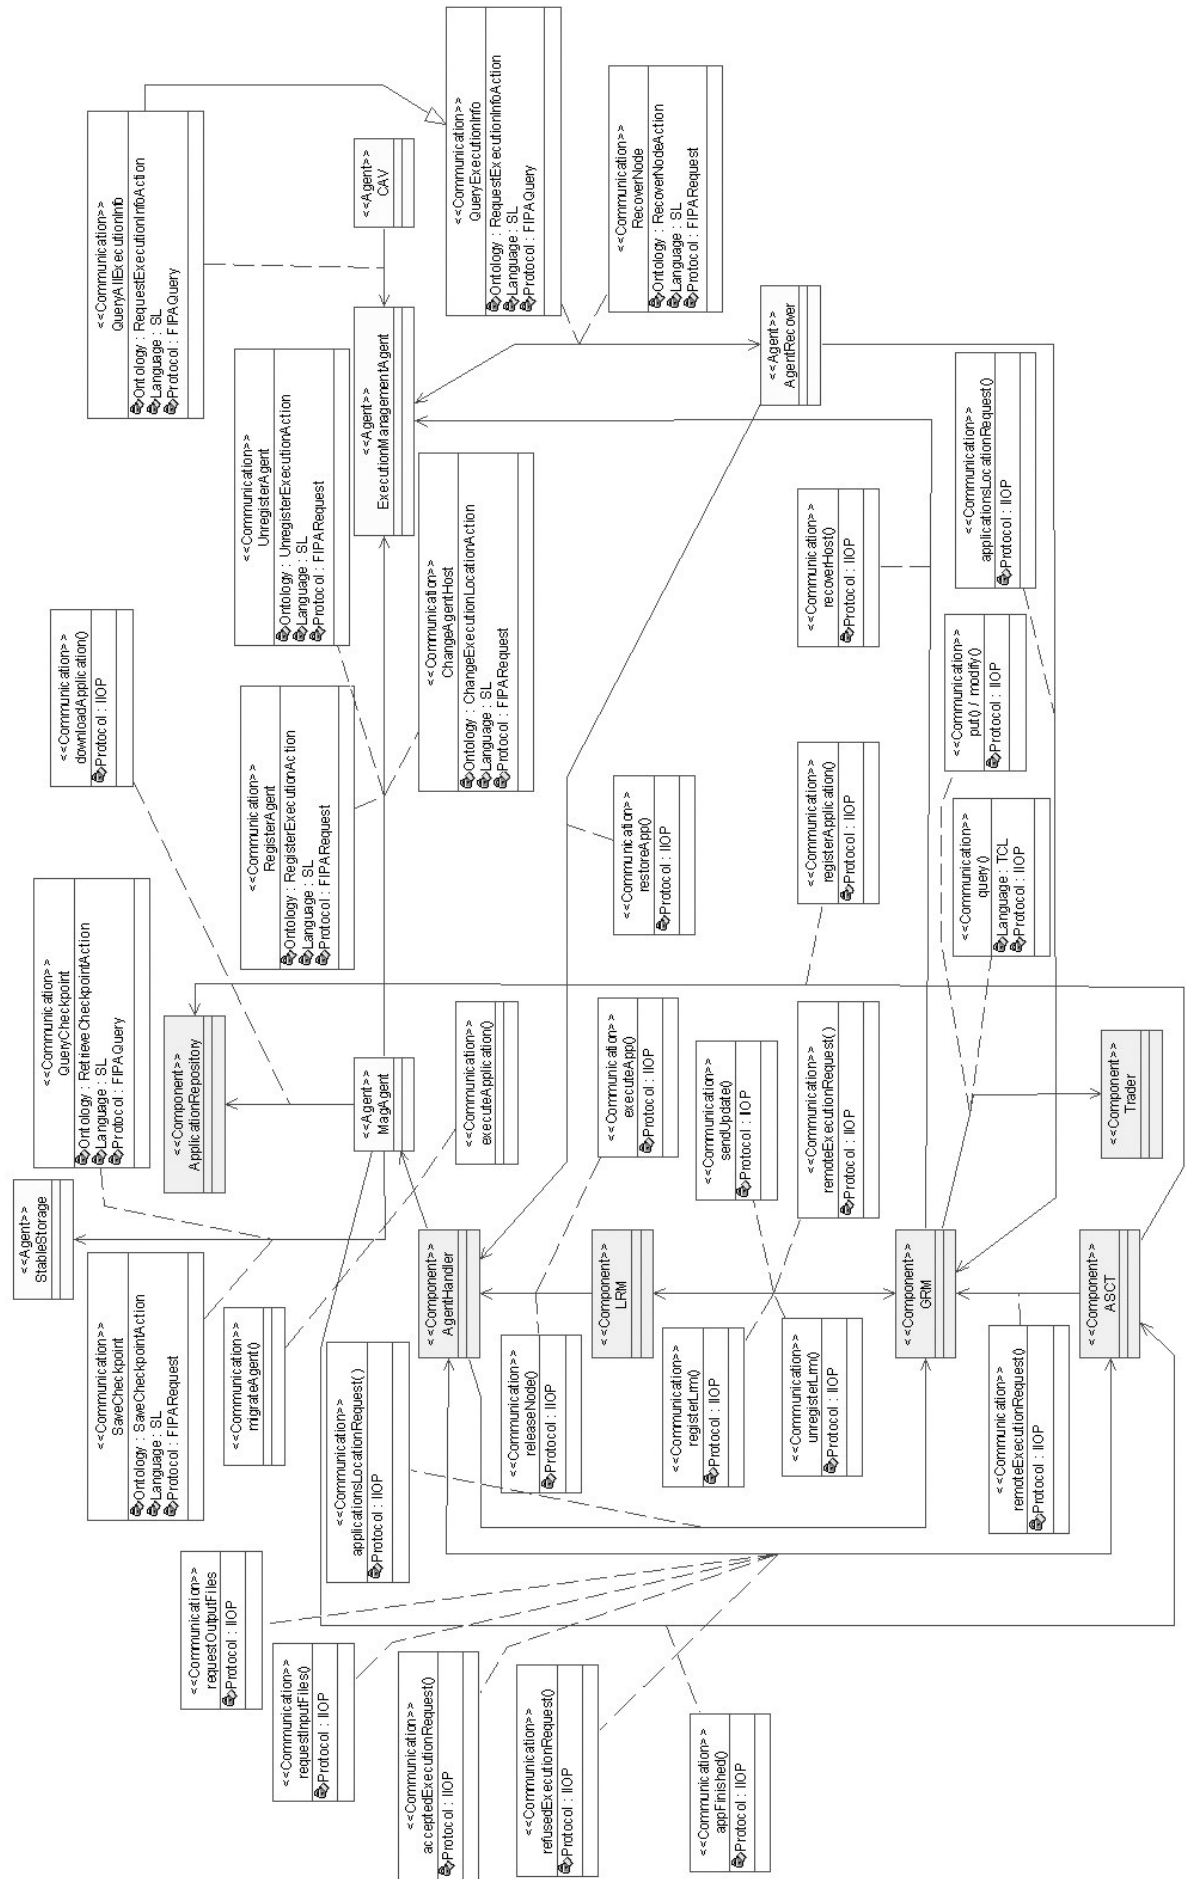 <<Agent>>
StableStorage
<<Communication>>
QueryCheckpoint
Ontology : RetrieveCheckpointAction
Language : SL
Protocol : FIPAQuery
<<Communication>>
downloadApplication()
Protocol : IIOP
<<Communication>>
SaveCheckpoint
Ontology : SaveCheckpointAction
Language : SL
Protocol : FIPARequest
<<Communication>>
QueryAllExecutionInfo
Ontology : RequestExecutionInfoAction
Language : SL
Protocol : FIPAQuery
<<Component>>
ApplicationRepository
<<Communication>>
requestOutputFiles
Protocol : IIOP
<<Communication>>
migrateAgent()
<<Communication>>
RegisterAgent
Ontology : RegisterExecutionAction
Language : SL
Protocol : FIPARequest
<<Communication>>
UnregisterAgent
Ontology : UnregisterExecutionAction
Language : SL
Protocol : FIPARequest
<<Communication>>
requestInputFiles()
Protocol : IIOP
<<Communication>>
applicationsLocationRequest( )
Protocol : IIOP
<<Agent>>
MagAgent
<<Agent>>
ExecutionManagementAgent
<<Agent>>
CAV
<<Communication>>
acceptedExecutionRequest()
Protocol : IIOP
<<Component>>
AgentHandler
<<Communication>>
executeApplication()
<<Communication>>
ChangeAgentHost
Ontology : ChangeExecutionLocationAction
Language : SL
Protocol : FIPARequest
<<Communication>>
QueryExecutionInfo
Ontology : RequestExecutionInfoAction
Language : SL
Protocol : FIPAQuery
<<Communication>>
refusedExecutionRequest()
Protocol : IIOP
<<Communication>>
releaseNode()
Protocol : IIOP
<<Component>>
LRM
<<Communication>>
executeApp()
Protocol : IIOP
<<Communication>>
restoreApp()
Protocol : IIOP
<<Communication>>
RecoverNode
Ontology : RecoverNodeAction
Language : SL
Protocol : FIPARequest
<<Communication>>
appFinished()
Protocol : IIOP
<<Communication>>
registerLrm( )
Protocol : IIOP
<<Communication>>
sendUpdate()
Protocol : IIOP
<<Agent>>
AgentRecover
<<Communication>>
unregisterLrm()
Protocol : IIOP
<<Communication>>
remoteExecutionRequest( )
Protocol : IIOP
<<Communication>>
registerApplication()
Protocol : IIOP
<<Communication>>
recoverHost()
Protocol : IIOP
<<Component>>
GRM
<<Communication>>
query()
Language : TCL
Protocol : IIOP
<<Communication>>
put() / modify()
Protocol : IIOP
<<Communication>>
applicationsLocationRequest()
Protocol : IIOP
<<Communication>>
remoteExecutionRequest()
Protocol : IIOP
<<Component>>
ASCT
<<Component>>
Trader